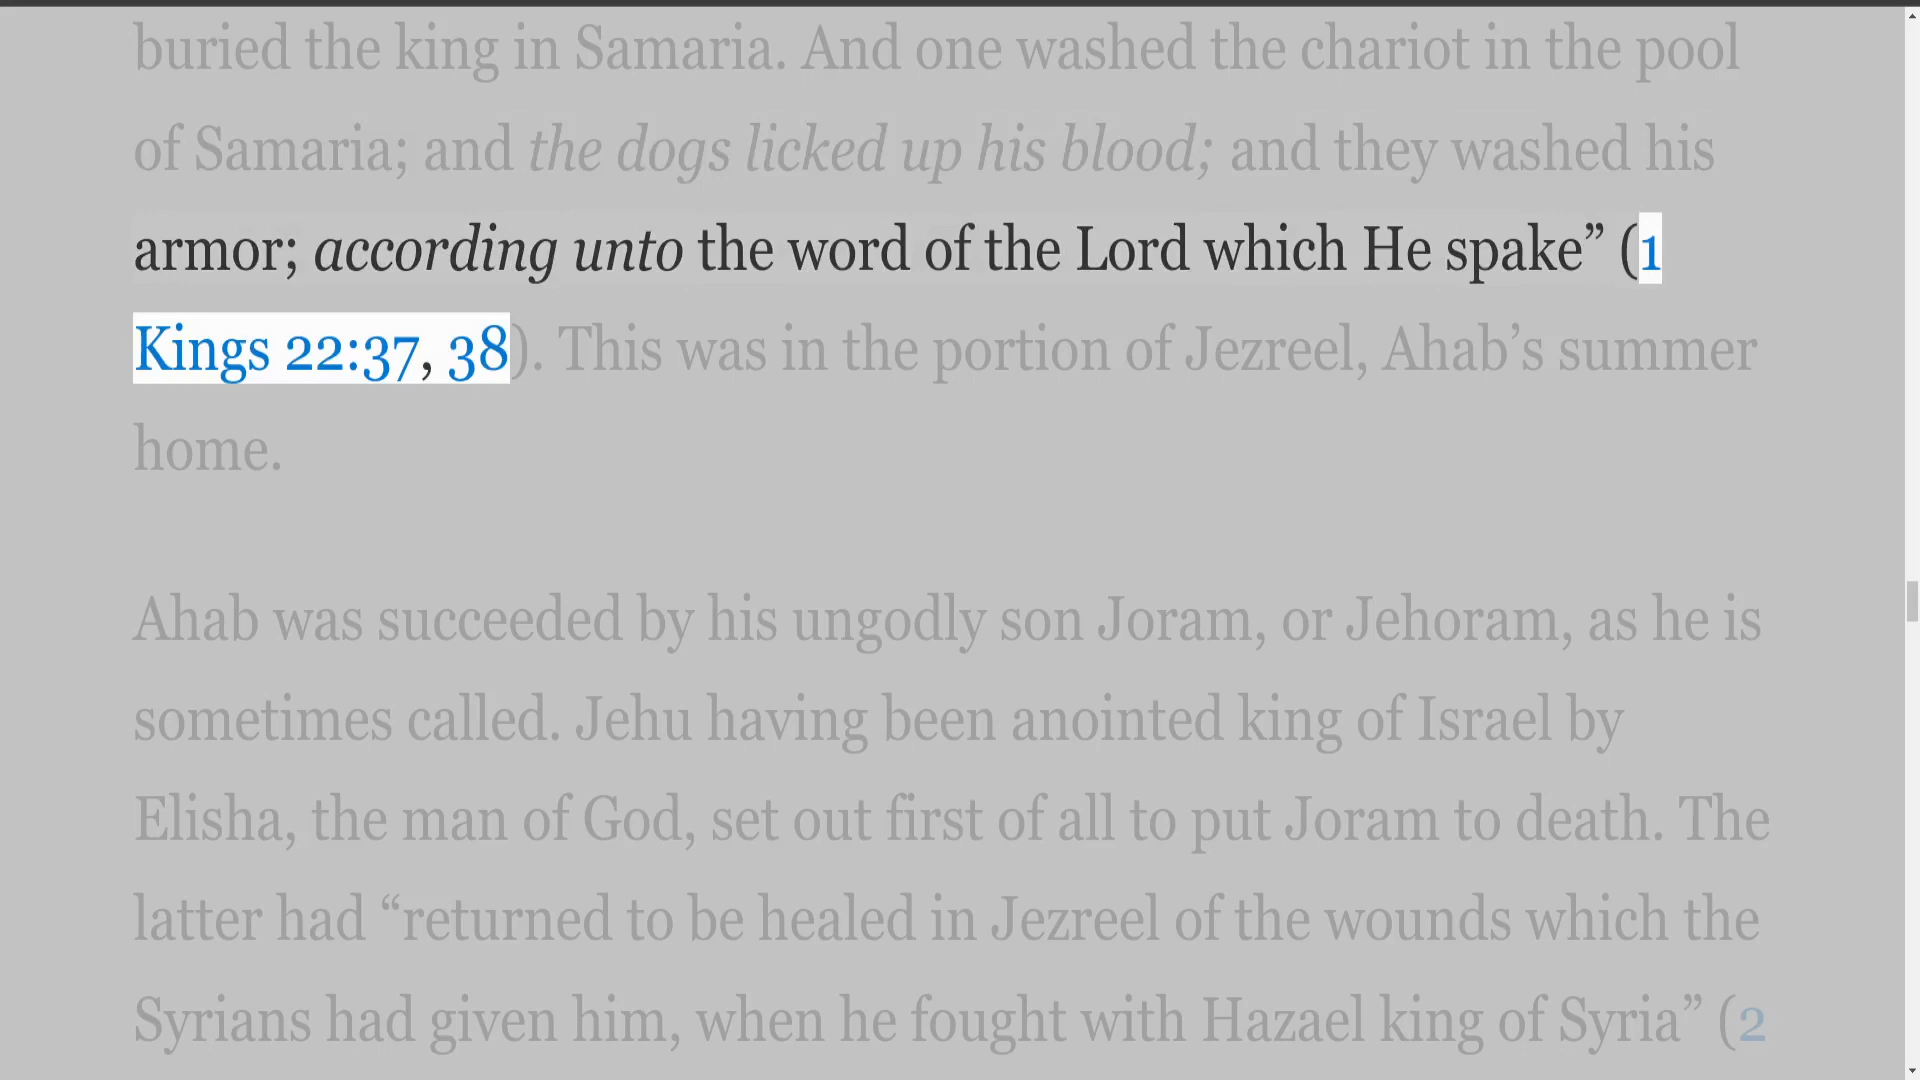 buried the king in Samaria. And one washed the chariot in the pool
of Samaria; and the dogs licked up his blood; and they washed his
armor; according unto the word of the Lord which He spake” (1
Kings 22:37, 38). This was in the portion of Jezreel, Ahab’s summer
home.
Ahab was succeeded by his ungodly son Joram, or Jehoram, as he is
sometimes called. Jehu having been anointed king of Israel by
Elisha, the man of God, set out first of all to put Joram to death. The
latter had “returned to be healed in Jezreel of the wounds which the
Syrians had given him, when he fought with Hazael king of Syria” (2